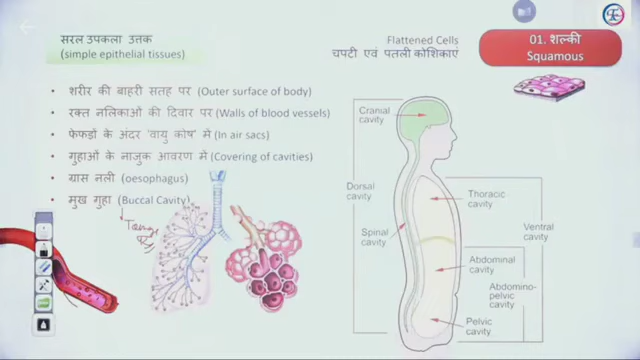 सरल उपकला उत्तक
(simple epithelial tissues)
Flattened Cells
चपटी एवं पतली कोशिकाएं
01. शल्की
Squamous
• शरीर की बाहरी सतह पर (Outer surface of body)
• रक्त नलिकाओं की दिवार पर (Walls of blood vessels)
• फेफड़ों के अंदर 'वायु कोष' में (In air sacs)
• गुहाओं के नाजुक आवरण में (Covering of cavities)
• ग्रास नली (oesophagus)
• मुख गुहा (Buccal Cavity)
Cranial
cavity
Dorsal
cavity
Spinal
cavity
Thoracic
cavity
Ventral
cavity
Abdominal
cavity
Abdomino-
pelvic
cavity
Pelvic
cavity